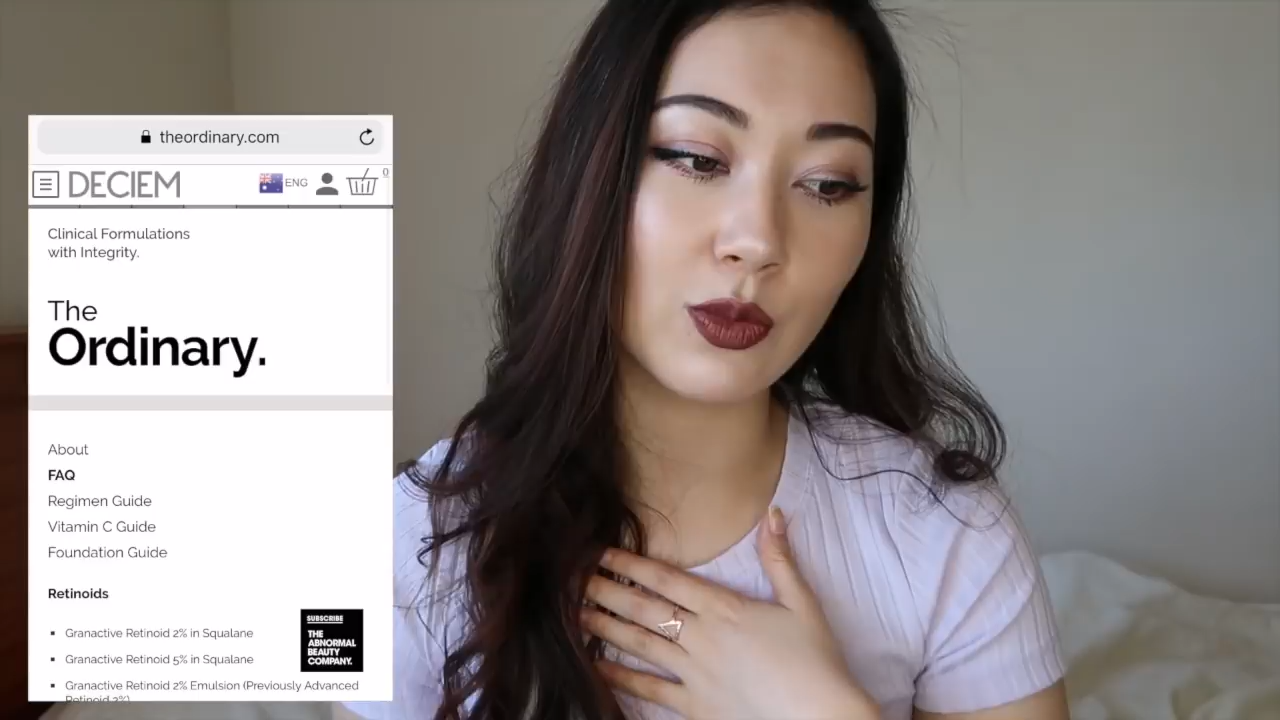 theordinary.com
DECIEM
ENG
0
Clinical Formulations
with Integrity.
The
Ordinary.
About
FAQ
Regimen Guide
Vitamin C Guide
Foundation Guide
Retinoids
Granactive Retinoid 2% in Squalane
Granactive Retinoid 5% in Squalane
Granactive Retinoid 2% Emulsion (Previously Advanced
Retinoid 2%)
SUBSCRIBE
THE
ABNORMAL
BEAUTY
COMPANY.